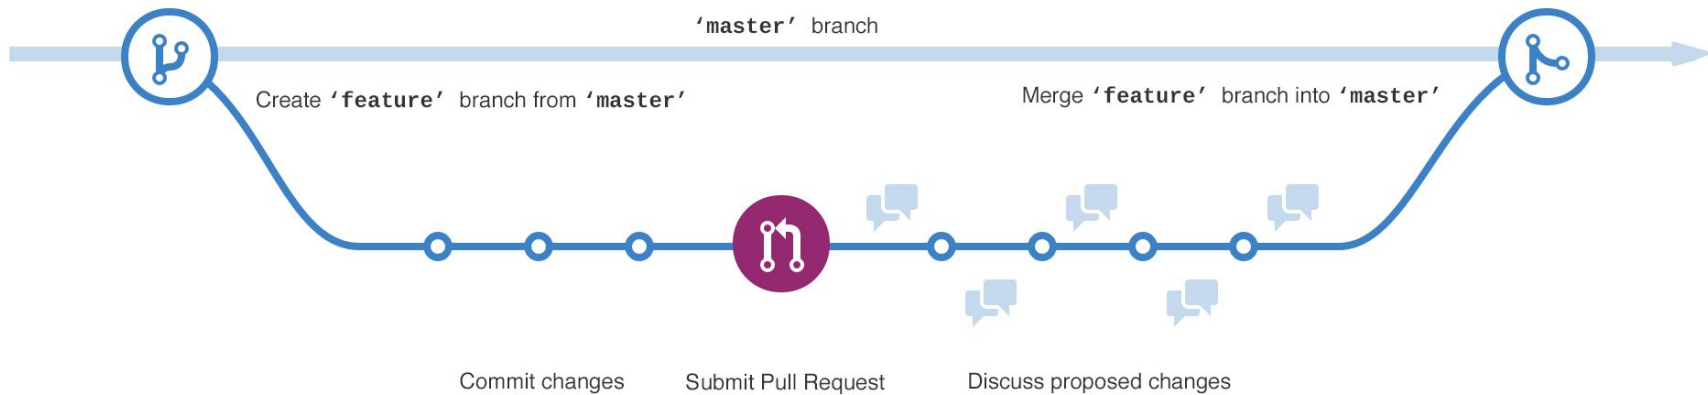 ‘master’ branch
Create ‘feature’ branch from ‘master’
Merge ‘feature’ branch into ‘master’
Commit changes
Submit Pull Request
Discuss proposed changes